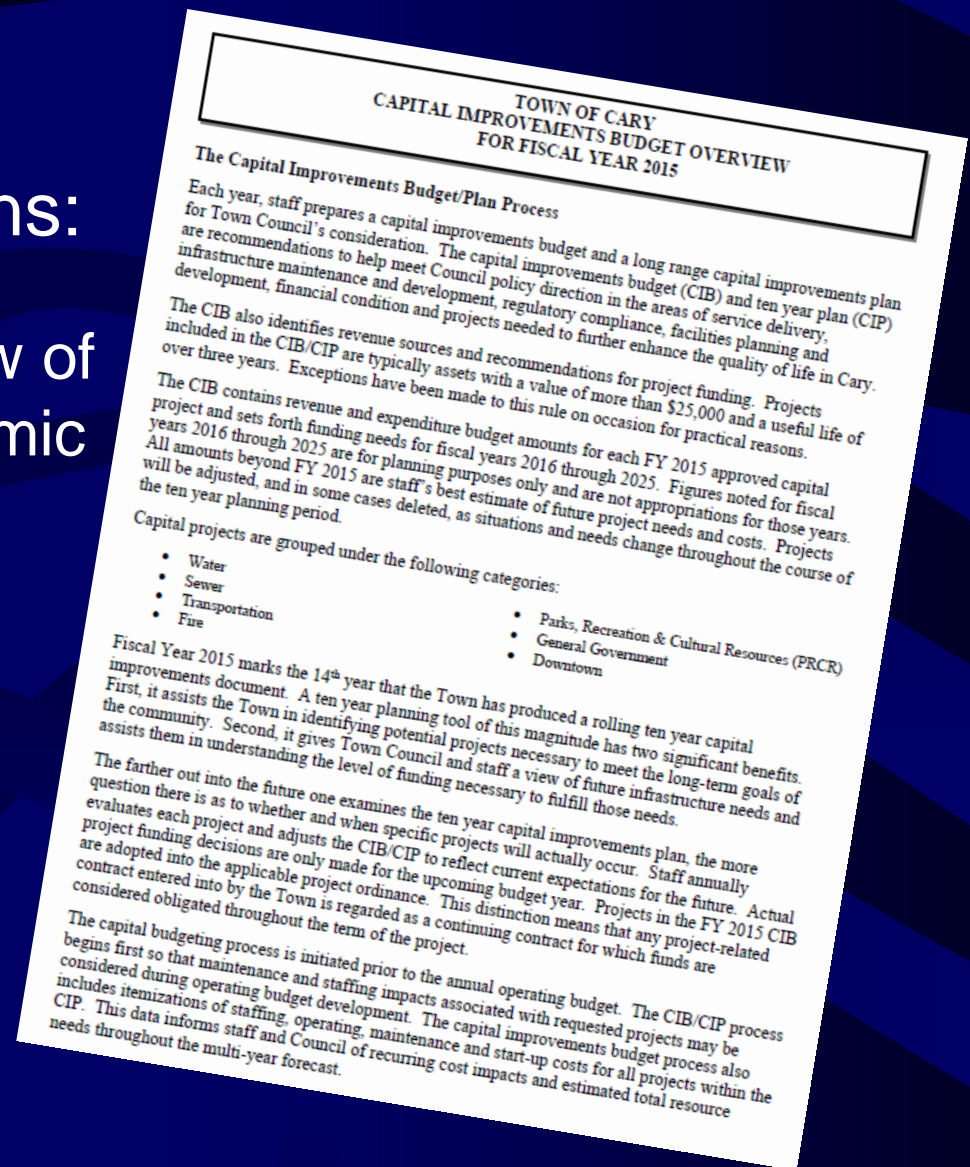 ns:
w of
mic
TOWN OF CARY
CAPITAL IMPROVEMENTS BUDGET OVERVIEW
FOR FISCAL YEAR 2015
The Capital Improvements Budget/Plan Process
Each year, staff prepares a capital improvements budget and a long range capital improvements plan
for Town Council's consideration. The capital improvements budget (CIB) and ten year plan (CIP)
are recommendations to help meet Council policy direction in the areas of service delivery,
infrastructure maintenance and development, regulatory compliance, facilities planning and
development, financial condition and projects needed to further enhance the quality of life in Cary.
The CIB also identifies revenue sources and recommendations for project funding. Projects
included in the CIB/CIP are typically assets with a value of more than $25,000 and a useful life of
over three years. Exceptions have been made to this rule on occasion for practical reasons.
The CIB contains revenue and expenditure budget amounts for each FY 2015 approved capital
project and sets forth funding needs for fiscal years 2016 through 2025. Figures noted for fiscal
years 2016 through 2025 are for planning purposes only and are not appropriations for those years.
All amounts beyond FY 2015 are staff's best estimate of future project needs and costs. Projects
will be adjusted, and in some cases deleted, as situations and needs change throughout the course of
the ten year planning period.
Capital projects are grouped under the following categories:
• Water
• Sewer
• Transportation
• Fire
• Parks, Recreation & Cultural Resources (PRCR)
• General Government
• Downtown
Fiscal Year 2015 marks the 14th year that the Town has produced a rolling ten year capital
improvements document. A ten year planning tool of this magnitude has two significant benefits.
First, it assists the Town in identifying potential projects necessary to meet the long-term goals of
the community. Second, it gives Town Council and staff a view of future infrastructure needs and
assists them in understanding the level of funding necessary to fulfill those needs.
The farther out into the future one examines the ten year capital improvements plan, the more
question there is as to whether and when specific projects will actually occur. Staff annually
evaluates each project and adjusts the CIB/CIP to reflect current expectations for the future. Actual
project funding decisions are only made for the upcoming budget year. Projects in the FY 2015 CIB
are adopted into the applicable project ordinance. This distinction means that any project-related
contract entered into by the Town is regarded as a continuing contract for which funds are
considered obligated throughout the term of the project.
The capital budgeting process is initiated prior to the annual operating budget. The CIB/CIP process
begins first so that maintenance and staffing impacts associated with requested projects may be
considered during operating budget development. The capital improvements budget process also
includes itemizations of staffing, operating, maintenance and start-up costs for all projects within the
CIP. This data informs staff and Council of recurring cost impacts and estimated total resource
needs throughout the multi-year forecast.